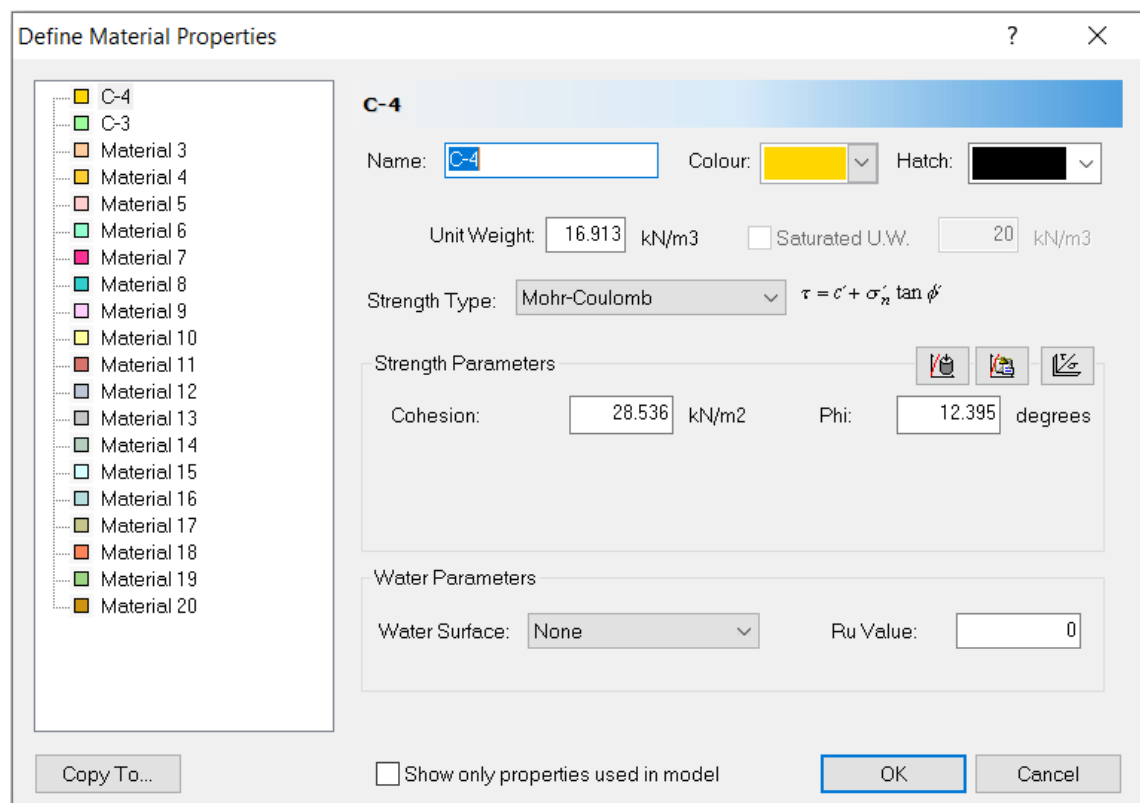 Define Material Properties ?
C-4
C-3
Material 3
Material 4
Material 5
Material 6
Material 7
Material 8
Material 9
Material 10
Material 11
Material 12
Material 13
Material 14
Material 15
Material 16
Material 17
Material 18
Material 19
Material 20
Copy To...
C-4
Name: C-4 Colour: Hatch:
Unit Weight: 16.913 kN/m3 Saturated U.W. 20 kN/m3
Strength Type: Mohr-Coulomb τ = c′ + σ′n tan ϕ′
Strength Parameters
τ/σ
Cohesion: 28.536 kN/m2 Phi: 12.395 degrees
Water Parameters
Water Surface: None Ru Value: 0
Show only properties used in model OK Cancel